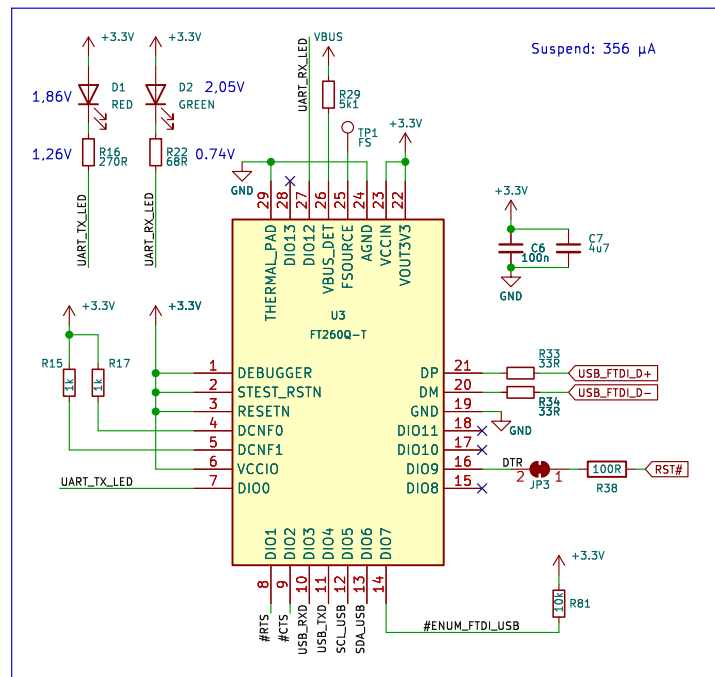 Suspend: 356 µA
+3.3V
+3.3V
VBUS
1,86V
D1
RED
D2
GREEN
2,05V
UART_RX_LED
R29
5k1
TP1
FS
+3.3V
1,26V
R16
270R
R22
68R
0.74V
UART_TX_LED
UART_RX_LED
GND
29
28
27
26
25
24
23
22
THERMAL_PAD
DIO13
DIO12
VBUS_DET
FSOURCE
AGND
VCCIN
VOUT3V3
+3.3V
C6
100n
C7
4u7
GND
U3
FT260Q-T
+3.3V
+3.3V
R15
1k
R17
1k
1
DEBUGGER
2
STEST_RSTN
3
RESETN
4
DCNF0
5
DCNF1
6
VCCIO
7
DIO0
UART_TX_LED
DP
21
R33
33R
USB_FTDI_D+
DM
20
R34
33R
USB_FTDI_D-
GND
19
GND
DIO11
18
DIO10
17
DIO9
16
DTR
2
JP3
1
100R
R38
RST#
DIO8
15
DIO1
DIO2
DIO3
DIO4
DIO5
DIO6
DIO7
8
9
10
11
12
13
14
#RTS
#CTS
USB_RXD
USB_TXD
SCL_USB
SDA_USB
#ENUM_FTDI_USB
+3.3V
10k
R81